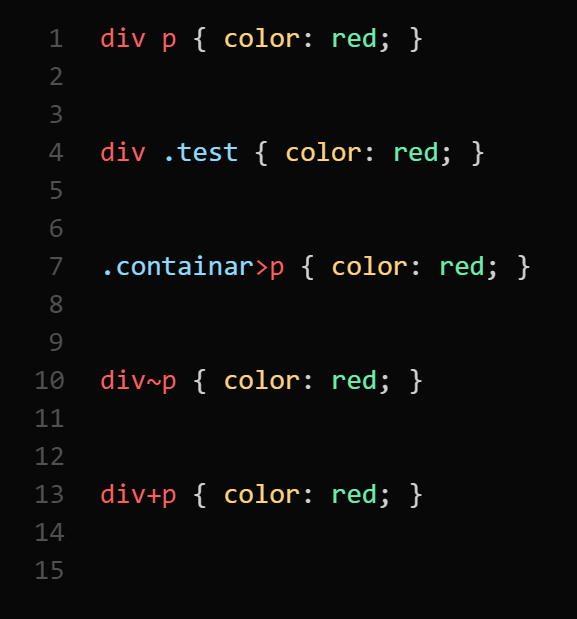 1 div p { color: red; }
2
3
4 div .test { color: red; }
5
6
7 .containar>p { color: red; }
8
9
10 div~p { color: red; }
11
12
13 div+p { color: red; }
14
15